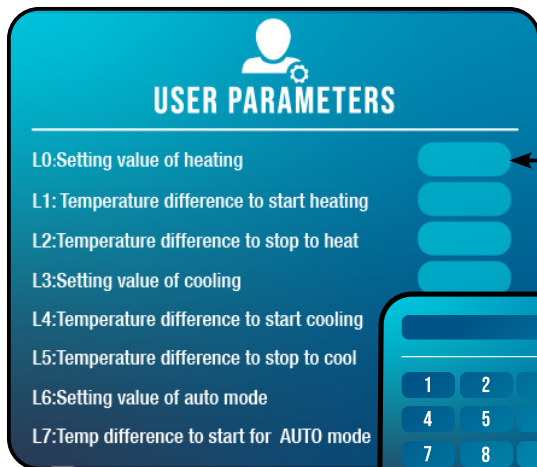 USER PARAMETERS
L0:Setting value of heating
L1: Temperature difference to start heating
L2:Temperature difference to stop to heat
L3:Setting value of cooling
L4:Temperature difference to start cooling
L5:Temperature difference to stop to cool
L6:Setting value of auto mode
L7:Temp difference to start for AUTO mode
1 2
4 5
7 8